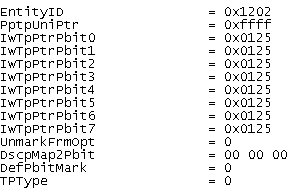 EntityID = 0x1202
PptpUniPtr = 0xffff
IwTpPtrPbit0 = 0x0125
IwTpPtrPbit1 = 0x0125
IwTpPtrPbit2 = 0x0125
IwTpPtrPbit3 = 0x0125
IwTpPtrPbit4 = 0x0125
IwTpPtrPbit5 = 0x0125
IwTpPtrPbit6 = 0x0125
IwTpPtrPbit7 = 0x0125
UnmarkFrmOpt = 0
DscpMap2Pbit = 00 00 00
DefPbitMark = 0
TPType = 0